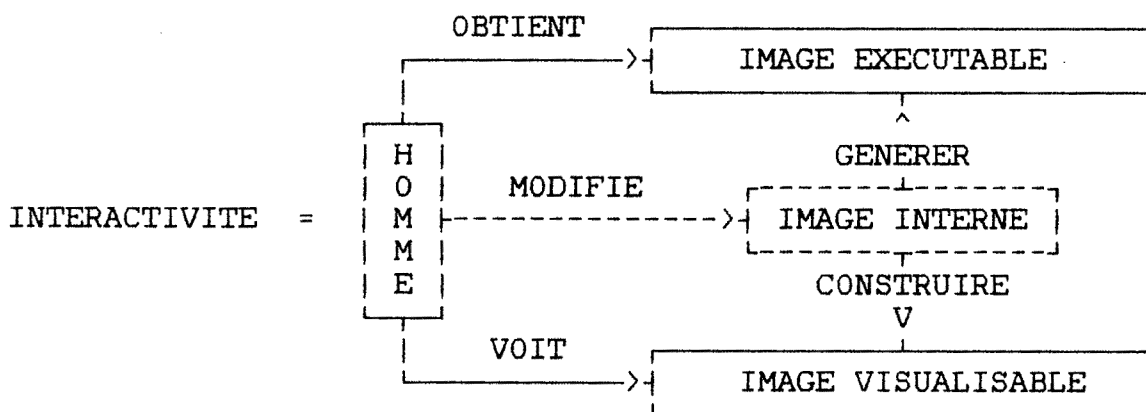 OBTIENT
IMAGE EXECUTABLE
GENERER
HOMME
MODIFIE
INTERACTIVITE =
IMAGE INTERNE
CONSTRUIRE
VOIT
IMAGE VISUALISABLE